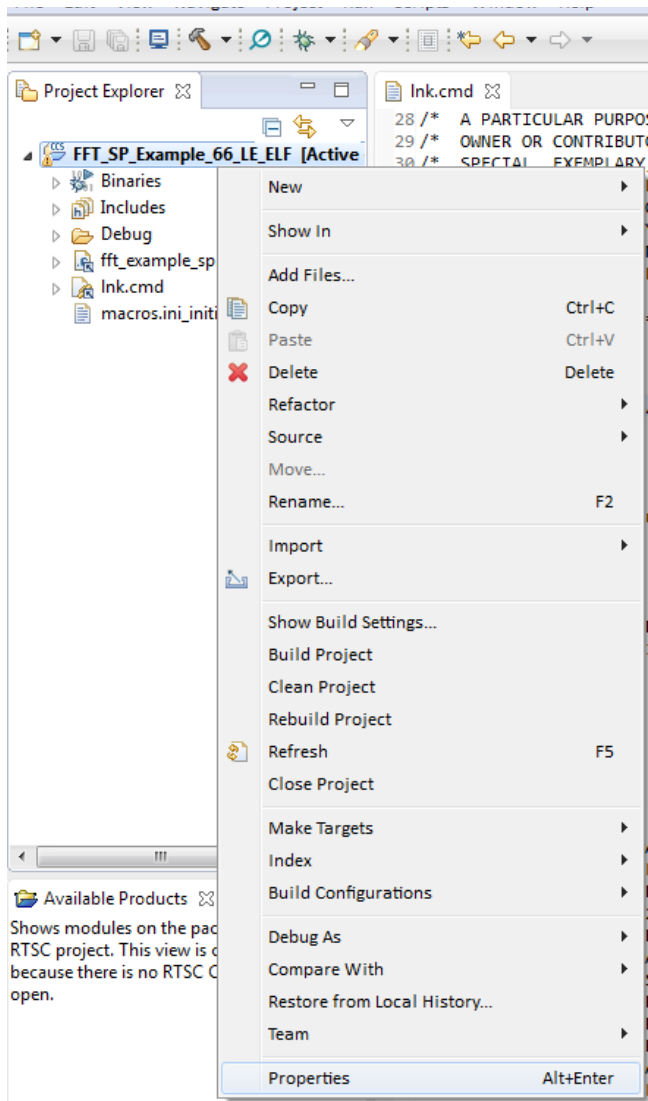 Project Explorer
lnk.cmd
28 /* A PARTICULAR PURPOS
29 /* OWNER OR CONTRIBUTO
30 /* SPECIAL, EXEMPLARY,
FFT_SP_Example_66_LE_ELF [Active
Binaries
Includes
Debug
fft_example_sp
lnk.cmd
macros.ini_initi
New
Show In
Add Files...
Copy Ctrl+C
Paste Ctrl+V
Delete Delete
Refactor
Source
Move...
Rename... F2
Import
Export...
Show Build Settings...
Build Project
Clean Project
Rebuild Project
Refresh F5
Close Project
Make Targets
Index
Build Configurations
Debug As
Compare With
Restore from Local History...
Team
Properties Alt+Enter
Available Products
Shows modules on the pac
RTSC project. This view is c
because there is no RTSC C
open.